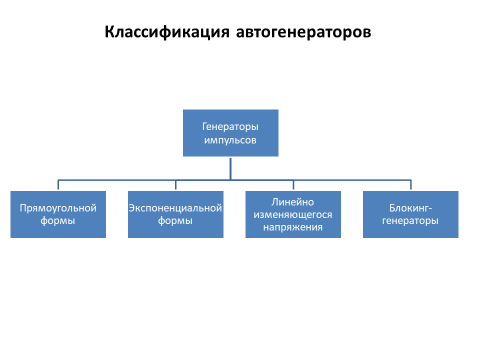 Классификация автогенераторов
Генераторы
импульсов
Прямоугольной
формы
Экспоненциальной
формы
Линейно
изменяющегося
напряжения
Блокинг-
генераторы